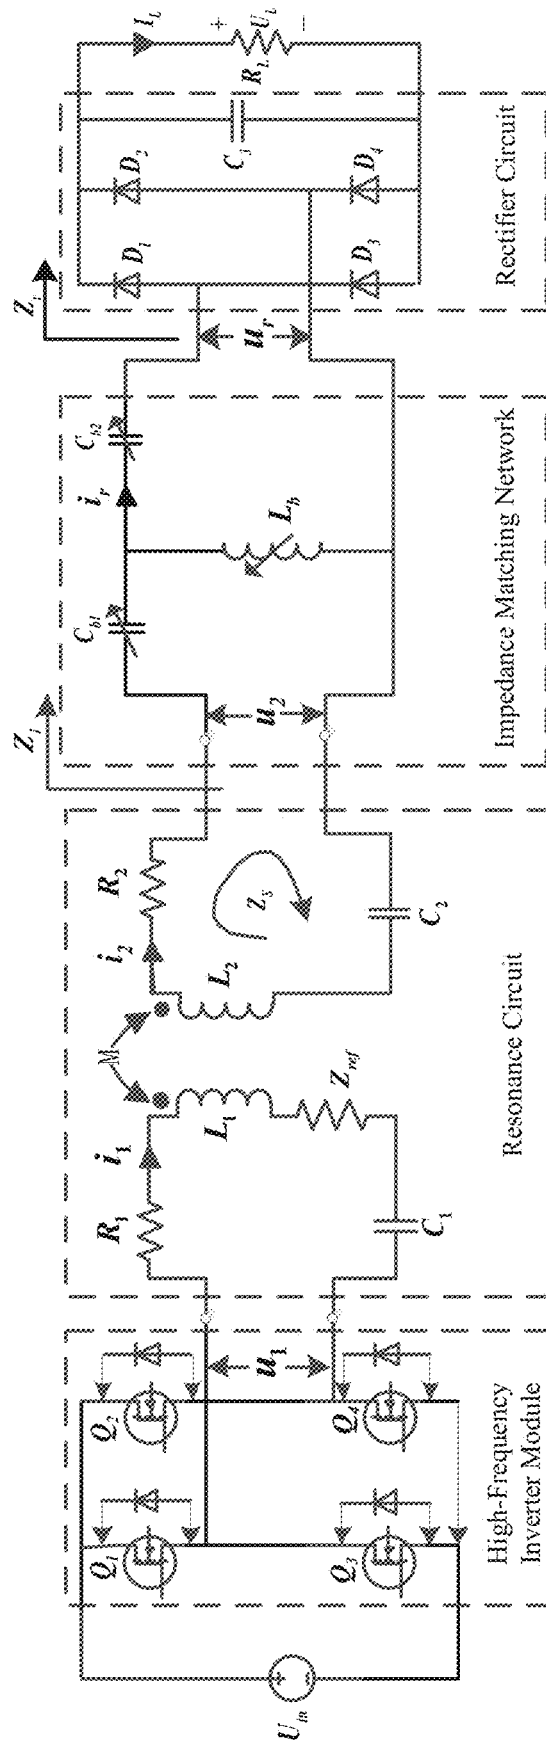 U_in
Q_1
Q_2
Q_3
Q_4
u_1
High-Frequency
Inverter Module
R_1
i_1
M
L_1
Z_ref
C_1
i_2
R_2
L_2
Z_S
C_2
Resonance Circuit
Z_i
u_2
C_b1
i_r
C_b2
L_b
Impedance Matching Network
u_r
D_1
D_2
D_3
D_4
C_3
Rectifier Circuit
I_L
R_L
+
U_L
−